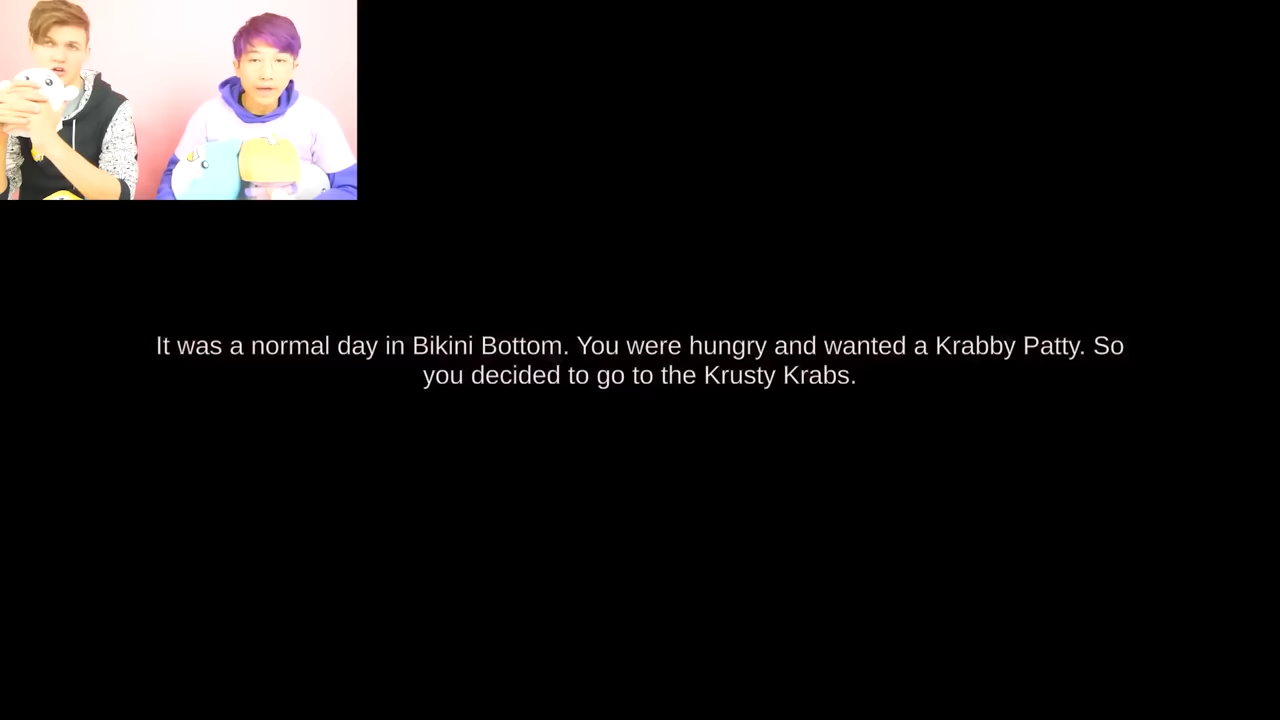 It was a normal day in Bikini Bottom. You were hungry and wanted a Krabby Patty. So
you decided to go to the Krusty Krabs.